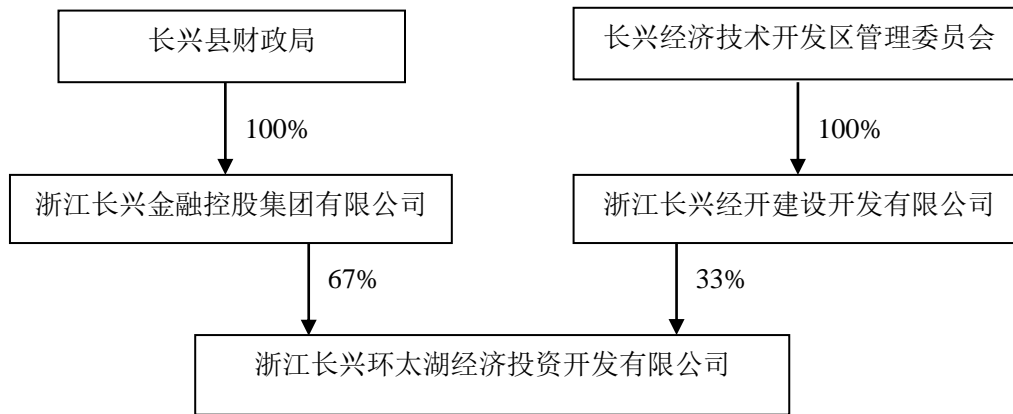 长兴县财政局
长兴经济技术开发区管理委员会
100%
100%
浙江长兴金融控股集团有限公司
浙江长兴经开建设开发有限公司
67%
33%
浙江长兴环太湖经济投资开发有限公司